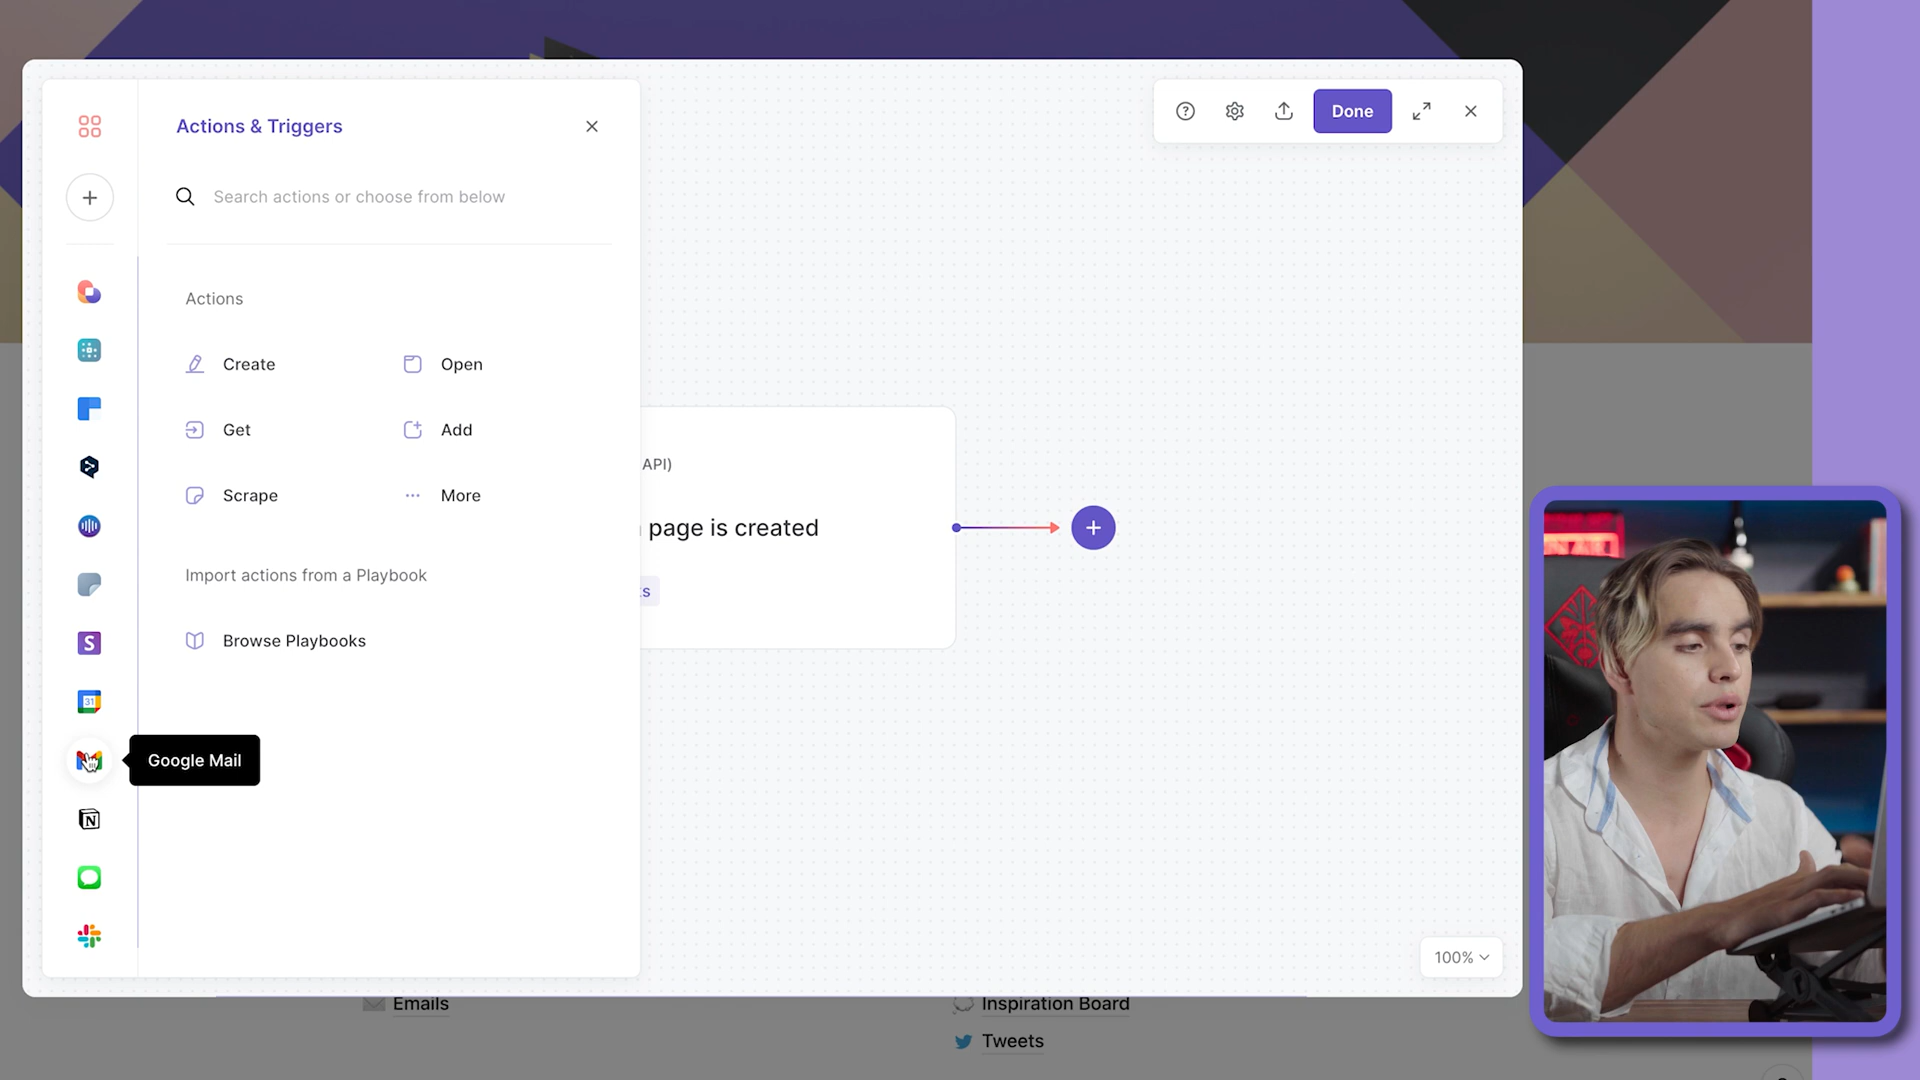 Actions & Triggers
Search actions or choose from below
Actions
Create
Open
Get
Add
Scrape
More
Import actions from a Playbook
Browse Playbooks
Google Mail
S
31
N
Done
API)
page is created
100%
Emails
Inspiration Board
Tweets